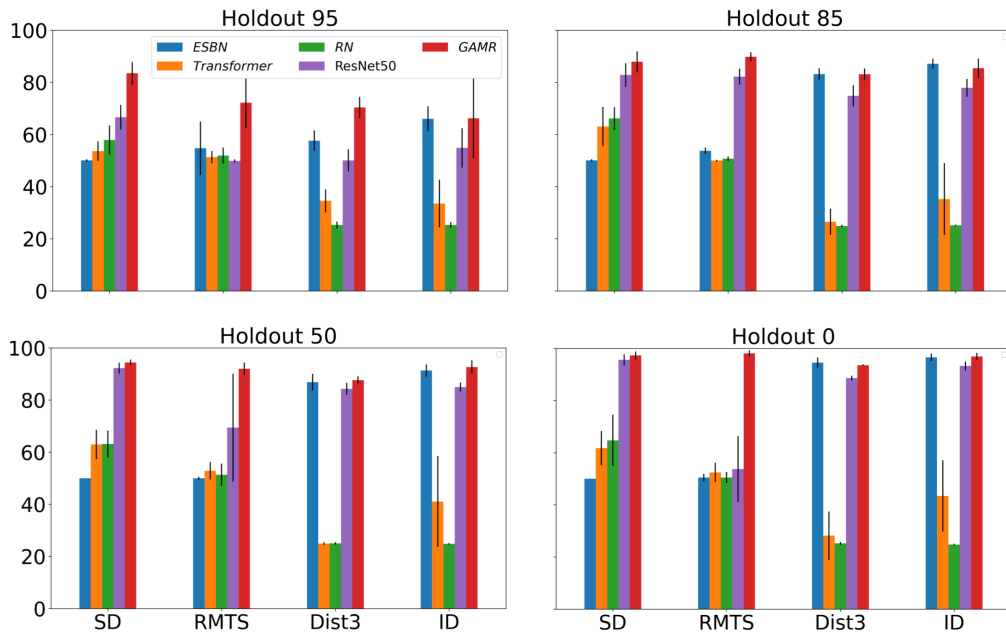 Holdout 95
Holdout 85
100
80
60
40
20
0
ESBN
RN
GAMR
Transformer
ResNet50
Holdout 50
Holdout 0
100
80
60
40
20
0
SD RMTS Dist3 ID
SD RMTS Dist3 ID